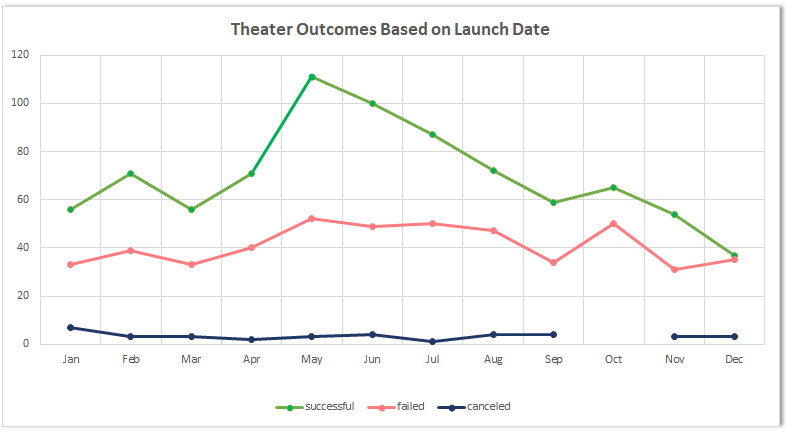 Theater Outcomes Based on Launch Date
120
100
80
60
40
20
0
Jan Feb Mar Apr May Jun Jul Aug Sep Oct Nov Dec
successful failed canceled